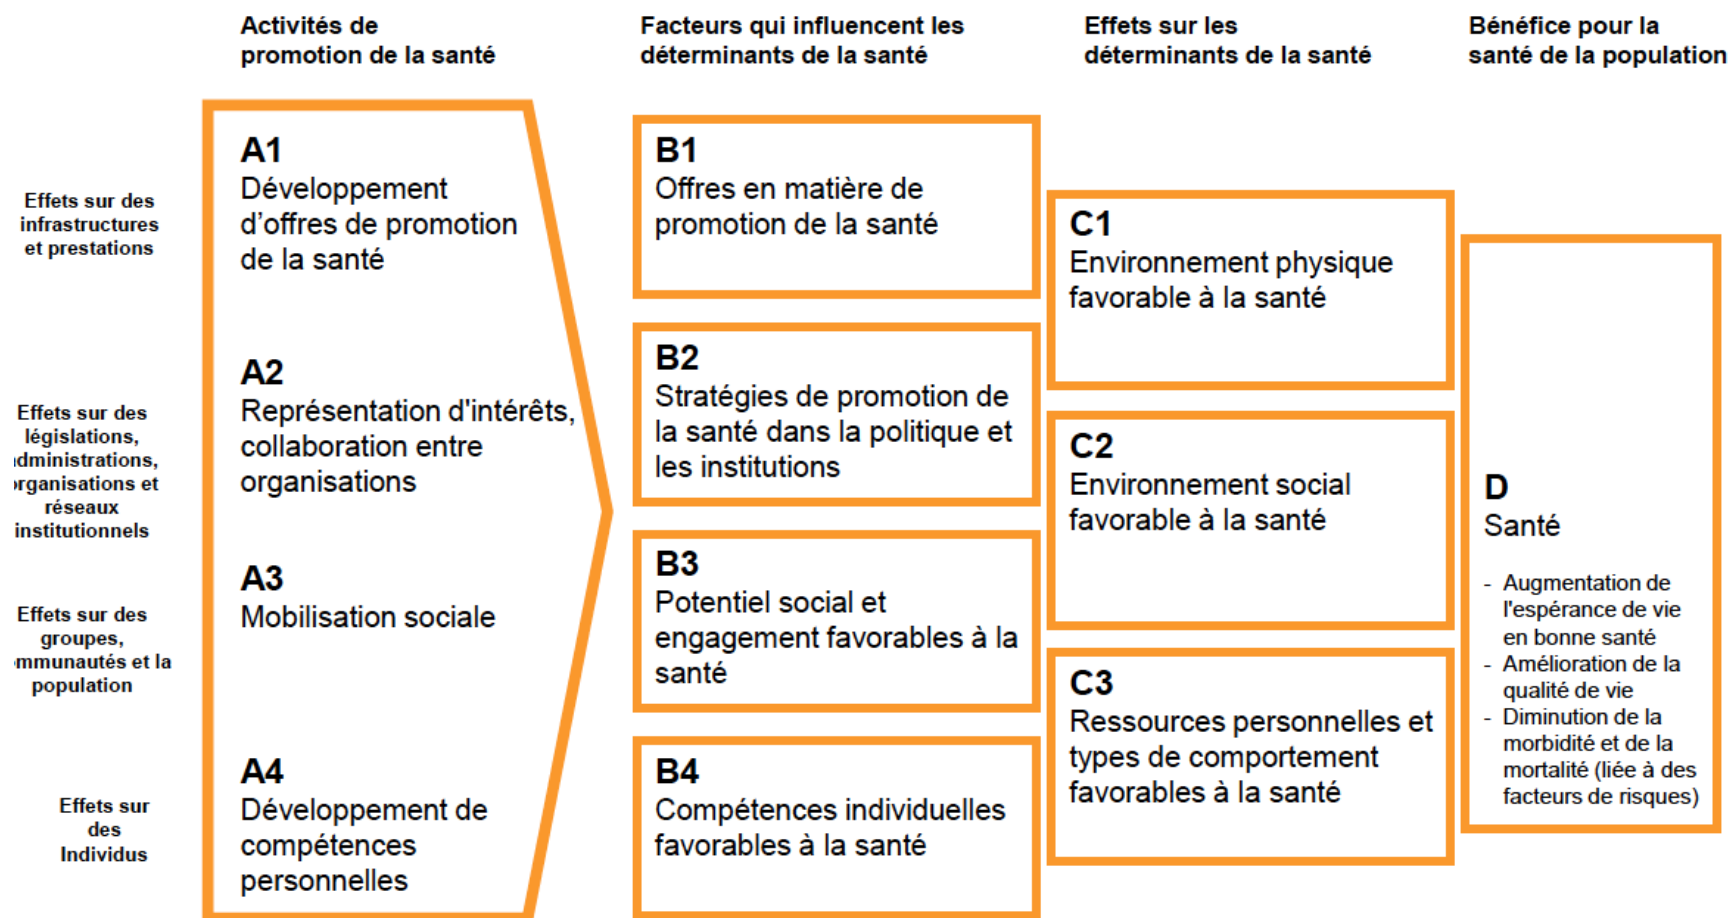 Activités de
promotion de la santé
Facteurs qui influencent les
déterminants de la santé
Effets sur les
déterminants de la santé
Bénéfice pour la
santé de la population
Effets sur des
infrastructures
et prestations
A1
Développement
d'offres de promotion
de la santé
B1
Offres en matière de
promotion de la santé
C1
Environnement physique
favorable à la santé
Effets sur des
législations,
dministrations,
organisations et
réseaux
institutionnels
A2
Représentation d'intérêts,
collaboration entre
organisations
B2
Stratégies de promotion de
la santé dans la politique et
les institutions
C2
Environnement social
favorable à la santé
Effets sur des
groupes,
mmunautés et la
population
A3
Mobilisation sociale
B3
Potentiel social et
engagement favorables à la
santé
C3
Ressources personnelles et
types de comportement
favorables à la santé
Effets sur
des
Individus
A4
Développement de
compétences
personnelles
B4
Compétences individuelles
favorables à la santé
D
Santé
- Augmentation de
l'espérance de vie
en bonne santé
- Amélioration de la
qualité de vie
- Diminution de la
morbidité et de la
mortalité (liée à des
facteurs de risques)